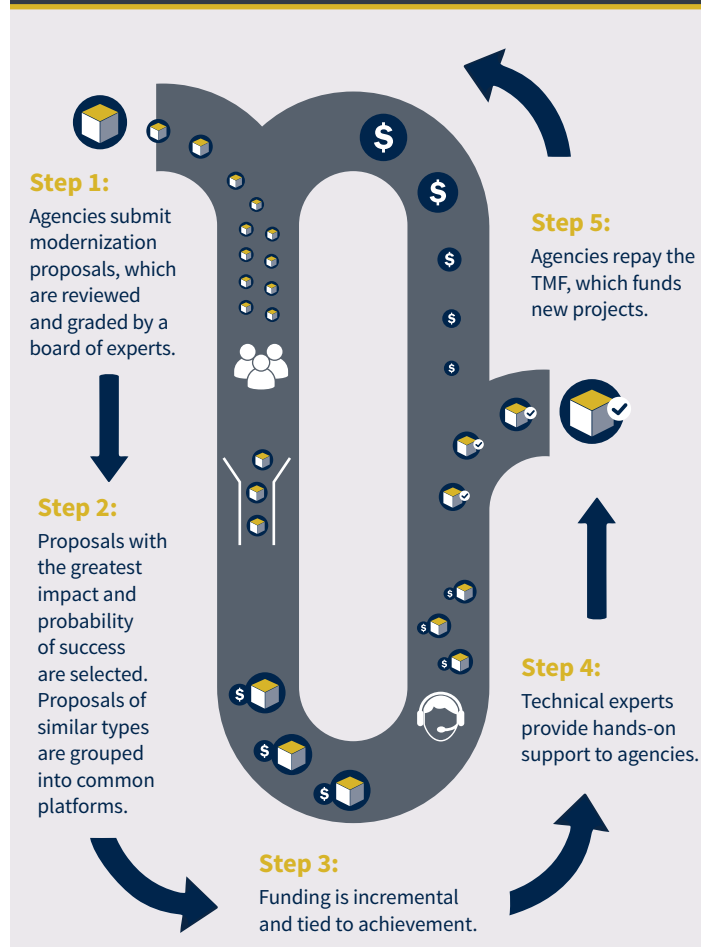 Step 1:
Agencies submit
modernization
proposals, which
are reviewed
and graded by a
board of experts.
Step 2:
Proposals with
the greatest
impact and
probability
of success
are selected.
Proposals of
similar types
are grouped
into common
platforms.
Step 3:
Funding is incremental
and tied to achievement.
Step 4:
Technical experts
provide hands-on
support to agencies.
Step 5:
Agencies repay the
TMF, which funds
new projects.
$
$
$
$
$
$
$
$
$
$
$